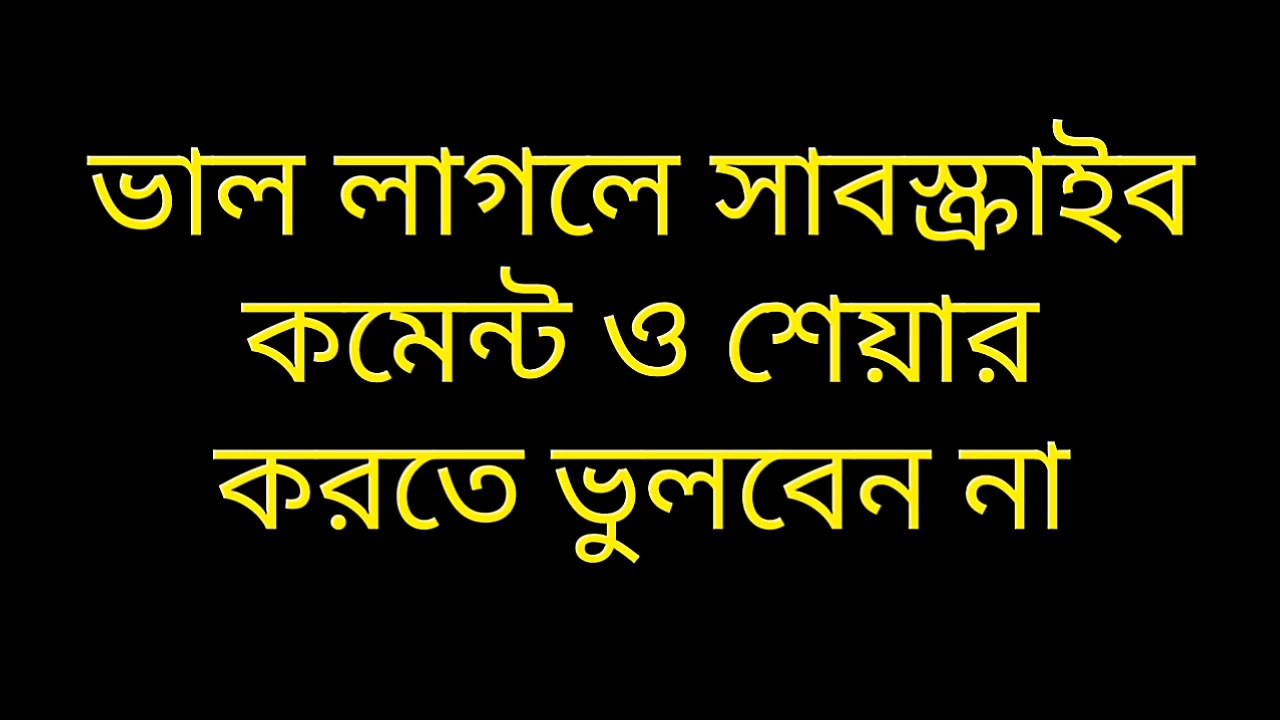 ভাল লাগলে সাবস্ক্রাইব
কমেন্ট ও শেয়ার
করতে ভুলবেন না